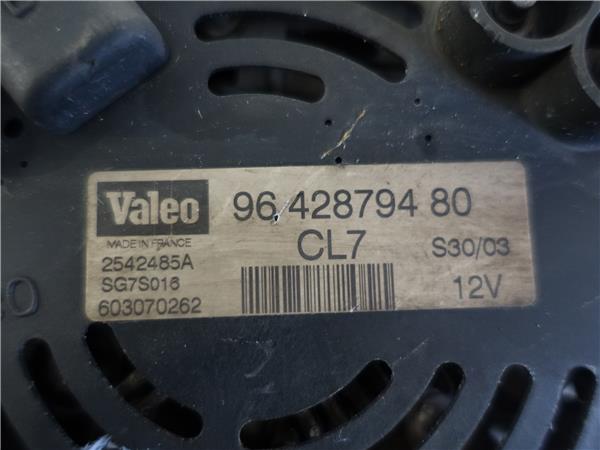 Valeo
96 428794 80
MADE IN FRANCE
CL7
S30/03
2542485A
SG7S016
12V
603070262